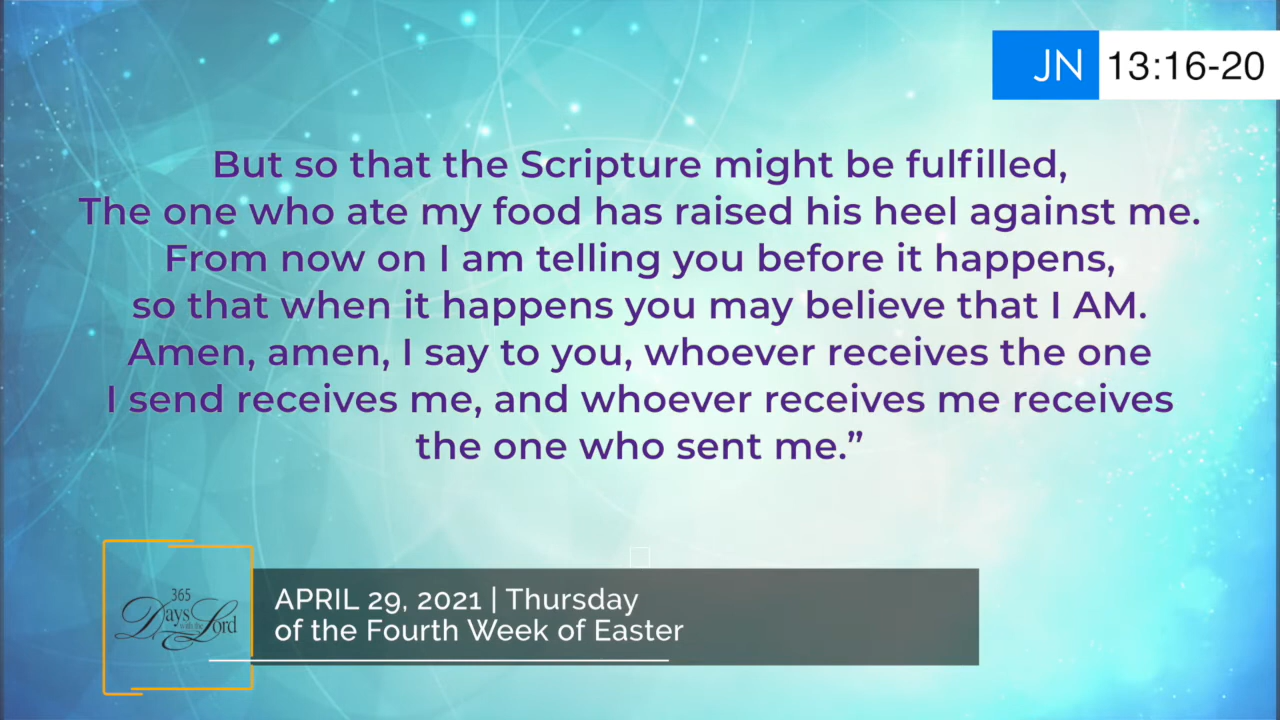 JN 13:16-20
But so that the Scripture might be fulfilled,
The one who ate my food has raised his heel against me.
From now on I am telling you before it happens,
so that when it happens you may believe that I AM.
Amen, amen, I say to you, whoever receives the one
I send receives me, and whoever receives me receives
the one who sent me.”
365
Days with the Lord
APRIL 29, 2021 | Thursday
of the Fourth Week of Easter